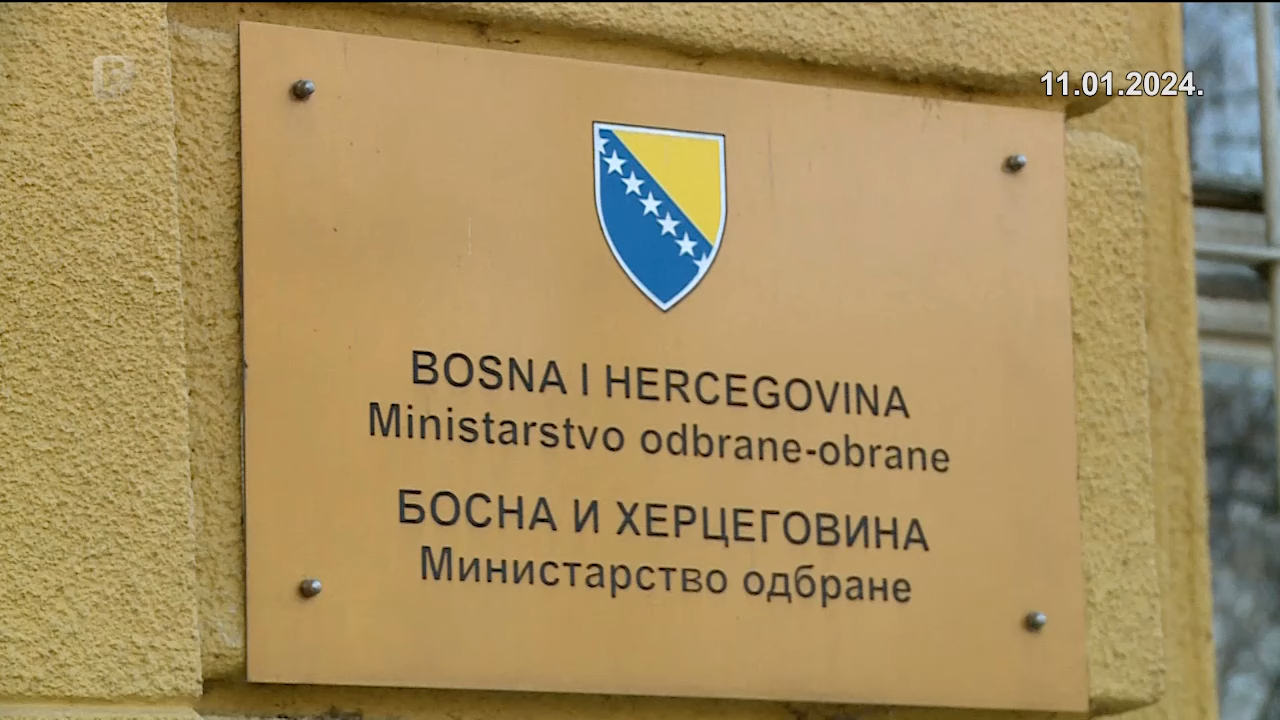 11.01.2024.
BOSNA I HERCEGOVINA
Ministarstvo odbrane-obrane
БОСНА И ХЕРЦЕГОВИНА
Министарство одбране